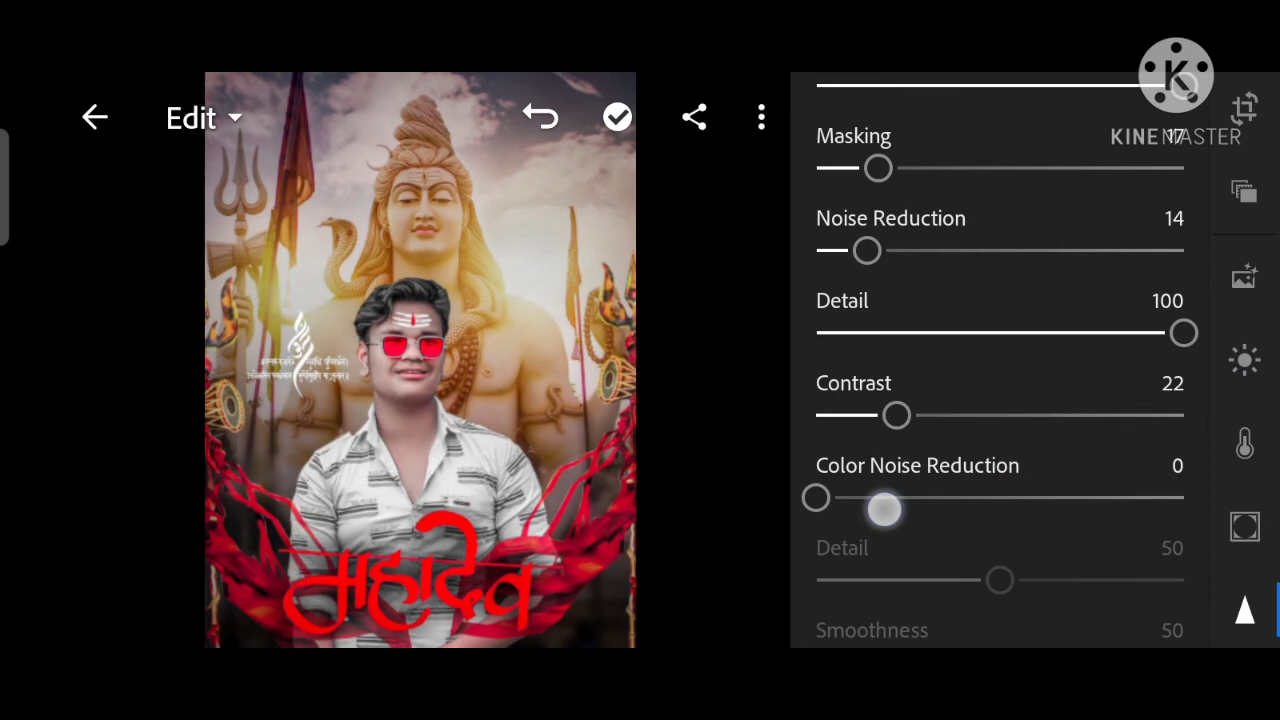 Edit
Masking 17
KINEMASTER
Noise Reduction 14
Detail 100
Contrast 22
Color Noise Reduction 0
Detail 50
Smoothness 50
महादेव